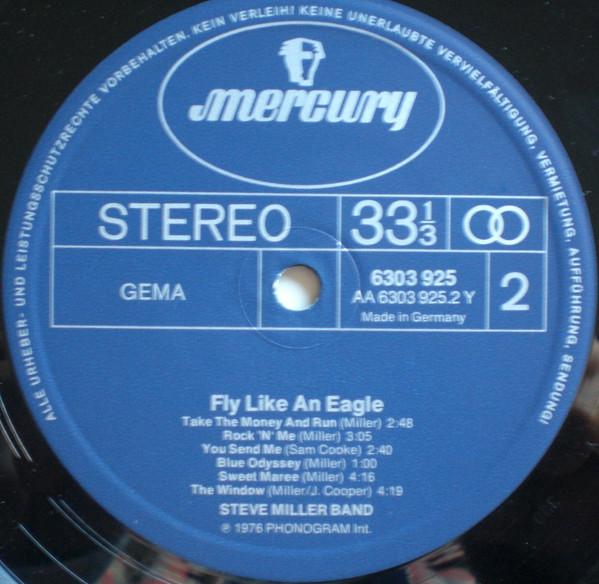 ALLE URHEBER- UND LEISTUNGSSCHUTZRECHTE VORBEHALTEN. KEIN VERLEIH! KEINE UNERLAUBTE VERVIELFÄLTIGUNG, VERMIETUNG, AUFFÜHRUNG, SENDUNG!
mercury
STEREO 33 1/3
GEMA
6303 925
AA 6303 925.2 Y
Made in Germany
2
Fly Like An Eagle
Take The Money And Run (Miller) 2:48
Rock 'N' Me (Miller) 3:05
You Send Me (Sam Cooke) 2:40
Blue Odyssey (Miller) 1:00
Sweet Maree (Miller) 4:16
The Window (Miller/J. Cooper) 4:19
STEVE MILLER BAND
℗ 1976 PHONOGRAM Int.